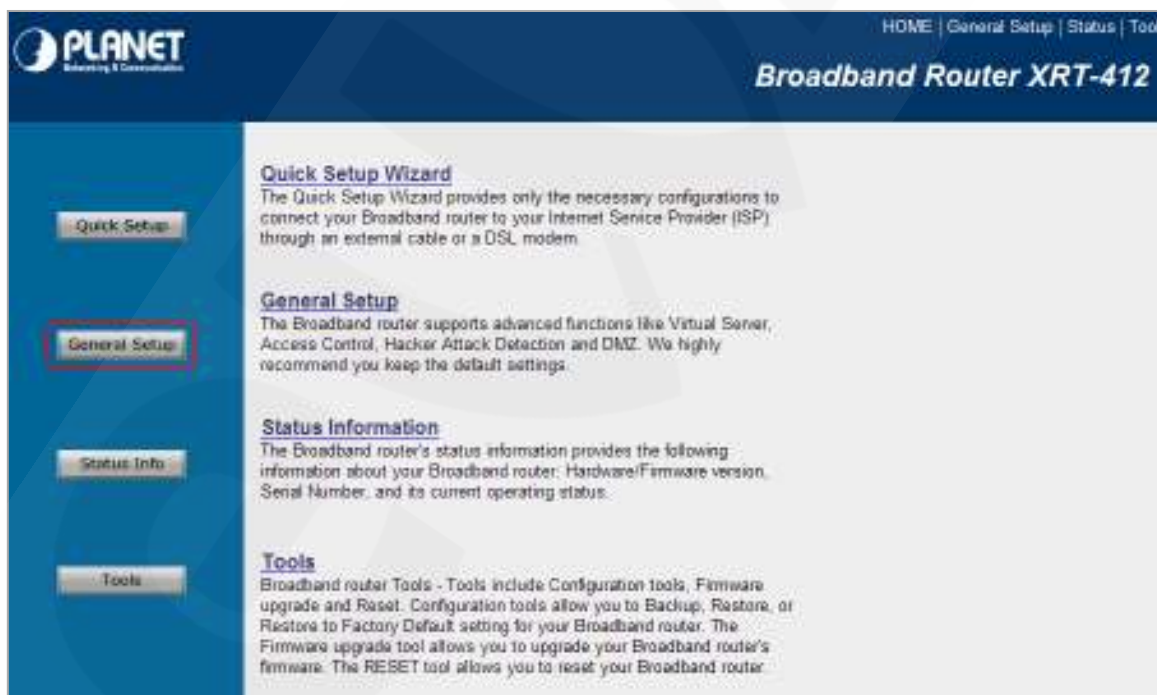 PLANET
Networking & Communication
HOME | General Setup | Status | Tool
Broadband Router XRT-412
Quick Setup
General Setup
Status Info
Tools
Quick Setup Wizard
The Quick Setup Wizard provides only the necessary configurations to
connect your Broadband router to your Internet Service Provider (ISP)
through an external cable or a DSL modem.
General Setup
The Broadband router supports advanced functions like Virtual Server,
Access Control, Hacker Attack Detection and DMZ. We highly
recommend you keep the default settings.
Status Information
The Broadband router's status information provides the following
information about your Broadband router: Hardware/Firmware version,
Serial Number, and its current operating status.
Tools
Broadband router Tools - Tools include Configuration tools, Firmware
upgrade and Reset. Configuration tools allow you to Backup, Restore, or
Restore to Factory Default setting for your Broadband router. The
Firmware upgrade tool allows you to upgrade your Broadband router's
firmware. The RESET tool allows you to reset your Broadband router.